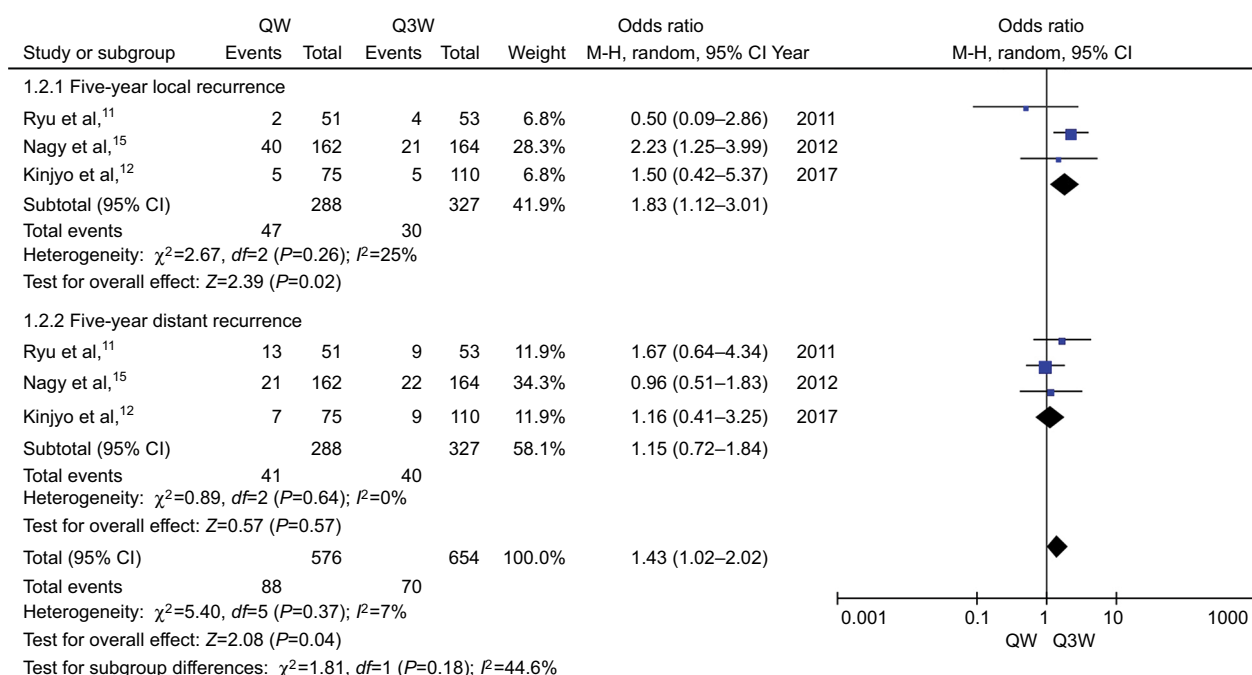 QW Q3W Odds ratio Odds ratio
Study or subgroup Events Total Events Total Weight M-H, random, 95% CI Year M-H, random, 95% CI
1.2.1 Five-year local recurrence
Ryu et al,11 2 51 4 53 6.8% 0.50 (0.09–2.86) 2011
Nagy et al,15 40 162 21 164 28.3% 2.23 (1.25–3.99) 2012
Kinjyo et al,12 5 75 5 110 6.8% 1.50 (0.42–5.37) 2017
Subtotal (95% CI) 288 327 41.9% 1.83 (1.12–3.01)
Total events 47 30
Heterogeneity: χ2=2.67, df=2 (P=0.26); I2=25%
Test for overall effect: Z=2.39 (P=0.02)
1.2.2 Five-year distant recurrence
Ryu et al,11 13 51 9 53 11.9% 1.67 (0.64–4.34) 2011
Nagy et al,15 21 162 22 164 34.3% 0.96 (0.51–1.83) 2012
Kinjyo et al,12 7 75 9 110 11.9% 1.16 (0.41–3.25) 2017
Subtotal (95% CI) 288 327 58.1% 1.15 (0.72–1.84)
Total events 41 40
Heterogeneity: χ2=0.89, df=2 (P=0.64); I2=0%
Test for overall effect: Z=0.57 (P=0.57)
Total (95% CI) 576 654 100.0% 1.43 (1.02–2.02)
Total events 88 70
Heterogeneity: χ2=5.40, df=5 (P=0.37); I2=7%
Test for overall effect: Z=2.08 (P=0.04)
Test for subgroup differences: χ2=1.81, df=1 (P=0.18); I2=44.6%
0.001 0.1 1 10 1000
QW Q3W